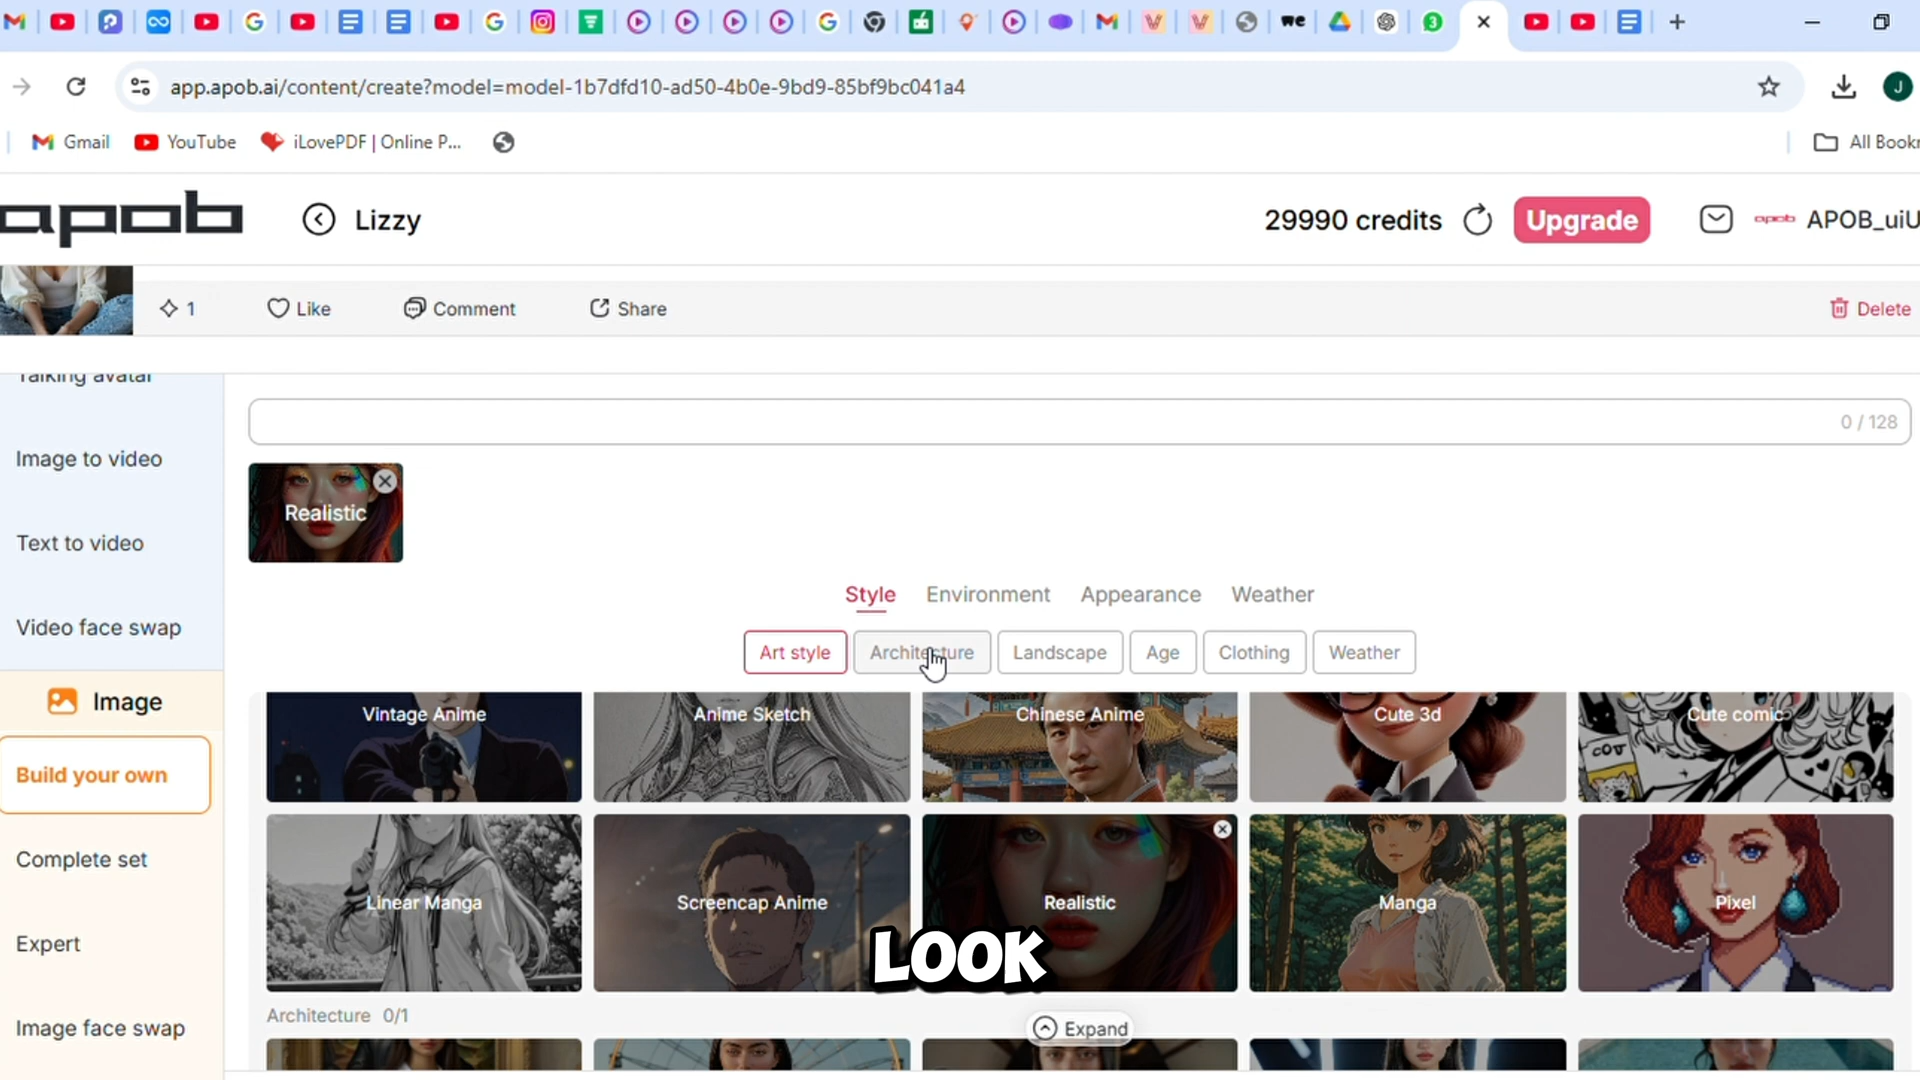 app.apob.ai/content/create?model=model-1b7dfd10-ad50-4b0e-9bd9-85bf9bc041a4
Gmail
YouTube
iLovePDF | Online P...
All Bookr
apob
Lizzy
29990 credits
Upgrade
apob
APOB_uiU
1
Like
Comment
Share
Delete
Talking avatar
0 / 128
Image to video
Realistic
Text to video
Style
Environment
Appearance
Weather
Video face swap
Art style
Architecture
Landscape
Age
Clothing
Weather
Image
Vintage Anime
Anime Sketch
Chinese Anime
Cute 3d
Cute comic
Build your own
Complete set
Linear Manga
Screencap Anime
Realistic
Manga
Pixel
Expert
LOOK
Architecture 0/1
Expand
Image face swap